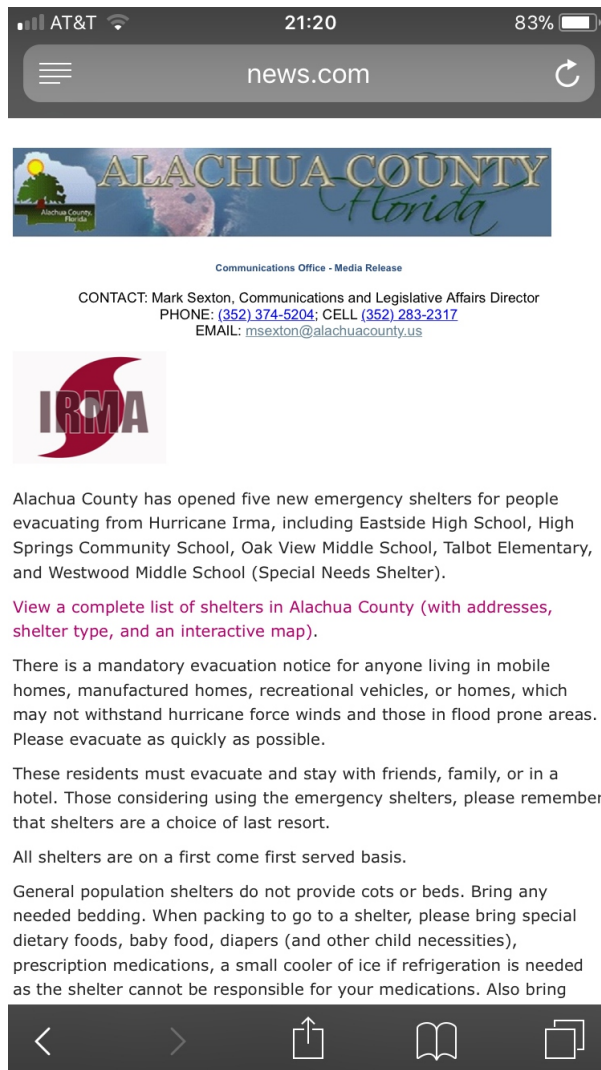 AT&T 21:20 83%
news.com
ALACHUA COUNTY
Florida
Alachua County,
Florida
Communications Office - Media Release
CONTACT: Mark Sexton, Communications and Legislative Affairs Director
PHONE: (352) 374-5204; CELL (352) 283-2317
EMAIL: msexton@alachuacounty.us
IRMA
Alachua County has opened five new emergency shelters for people
evacuating from Hurricane Irma, including Eastside High School, High
Springs Community School, Oak View Middle School, Talbot Elementary,
and Westwood Middle School (Special Needs Shelter).
View a complete list of shelters in Alachua County (with addresses,
shelter type, and an interactive map).
There is a mandatory evacuation notice for anyone living in mobile
homes, manufactured homes, recreational vehicles, or homes, which
may not withstand hurricane force winds and those in flood prone areas.
Please evacuate as quickly as possible.
These residents must evacuate and stay with friends, family, or in a
hotel. Those considering using the emergency shelters, please remember
that shelters are a choice of last resort.
All shelters are on a first come first served basis.
General population shelters do not provide cots or beds. Bring any
needed bedding. When packing to go to a shelter, please bring special
dietary foods, baby food, diapers (and other child necessities),
prescription medications, a small cooler of ice if refrigeration is needed
as the shelter cannot be responsible for your medications. Also bring